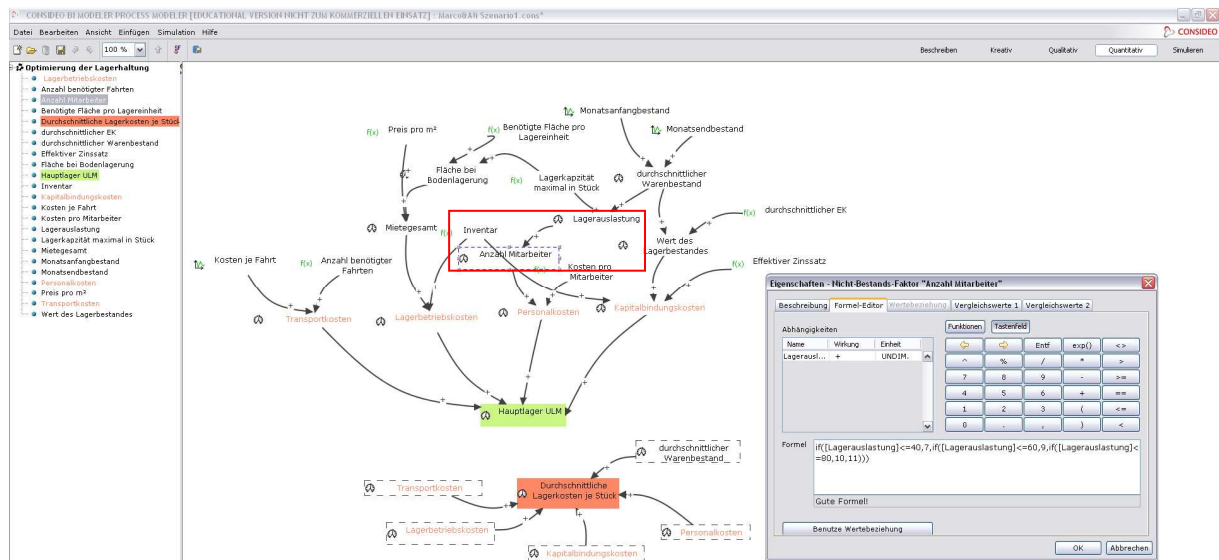 CONSIDEO BI MODELER PROCESS MODELER [EDUCATIONAL VERSION NICHT ZUM KOMMERZIELLEN EINSATZ] : Marco@Ali Szenario1.cons*
Datei Bearbeiten Ansicht Einfügen Simulation Hilfe
CONSIDEO
100 %
Beschreiben Kreativ Qualitativ Quantitativ Simulieren
Optimierung der Lagerhaltung
Lagerbetriebskosten
Anzahl benötigter Fahrten
Anzahl Mitarbeiter
Benötigte Fläche pro Lagereinheit
Durchschnittliche Lagerkosten je Stück
durchschnittlicher EK
durchschnittlicher Warenbestand
Effektiver Zinssatz
Fläche bei Bodenlagerung
Hauptlager ULM
Inventar
Kapitalbindungskosten
Kosten je Fahrt
Kosten pro Mitarbeiter
Lagerauslastung
Lagerkapzität maximal in Stück
Mietegesamt
Monatsanfangbestand
Monatsendbestand
Personalkosten
Preis pro m²
Transportkosten
Wert des Lagerbestandes
Monatsanfangbestand
f(x) Preis pro m²
f(x) Benötigte Fläche pro
Lagereinheit
Monatsendbestand
Fläche bei
Bodenlagerung
f(x) Lagerkapzität
maximal in Stück
durchschnittlicher
Warenbestand
Lagerauslastung
f(x) durchschnittlicher EK
Mietegesamt
f(x) Inventar
Wert des
Lagerbestandes
Anzahl Mitarbeiter
Kosten je Fahrt
f(x) Anzahl benötigter
Fahrten
f(x) Kosten pro
Mitarbeiter
f(x) Effektiver Zinssatz
Transportkosten
Lagerbetriebskosten
Personalkosten
Kapitalbindungskosten
Hauptlager ULM
durchschnittlicher
Warenbestand
Transportkosten
Durchschnittliche
Lagerkosten je Stück
Lagerbetriebskosten
Personalkosten
Kapitalbindungskosten
Eigenschaften - Nicht-Bestands-Faktor "Anzahl Mitarbeiter"
Beschreibung Formel-Editor Wertebeziehung Vergleichswerte 1 Vergleichswerte 2
Abhängigkeiten
Funktionen Tastenfeld
Name Wirkung Einheit
Lagerausl... + UNDIM.
Entf exp() <>
^ % / * >
7 8 9 - >=
4 5 6 + ==
1 2 3 ( <=
0 . , ) <
Formel
if([Lagerauslastung]<=40,7,if([Lagerauslastung]<=60,9,if([Lagerauslastung]<
=80,10,11)))
Gute Formel!
Benutze Wertebeziehung
OK Abbrechen